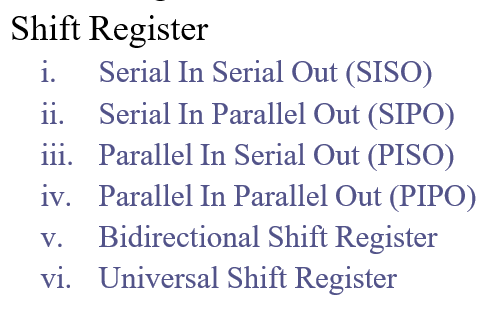 Shift Register
i. Serial In Serial Out (SISO)
ii. Serial In Parallel Out (SIPO)
iii. Parallel In Serial Out (PISO)
iv. Parallel In Parallel Out (PIPO)
v. Bidirectional Shift Register
vi. Universal Shift Register